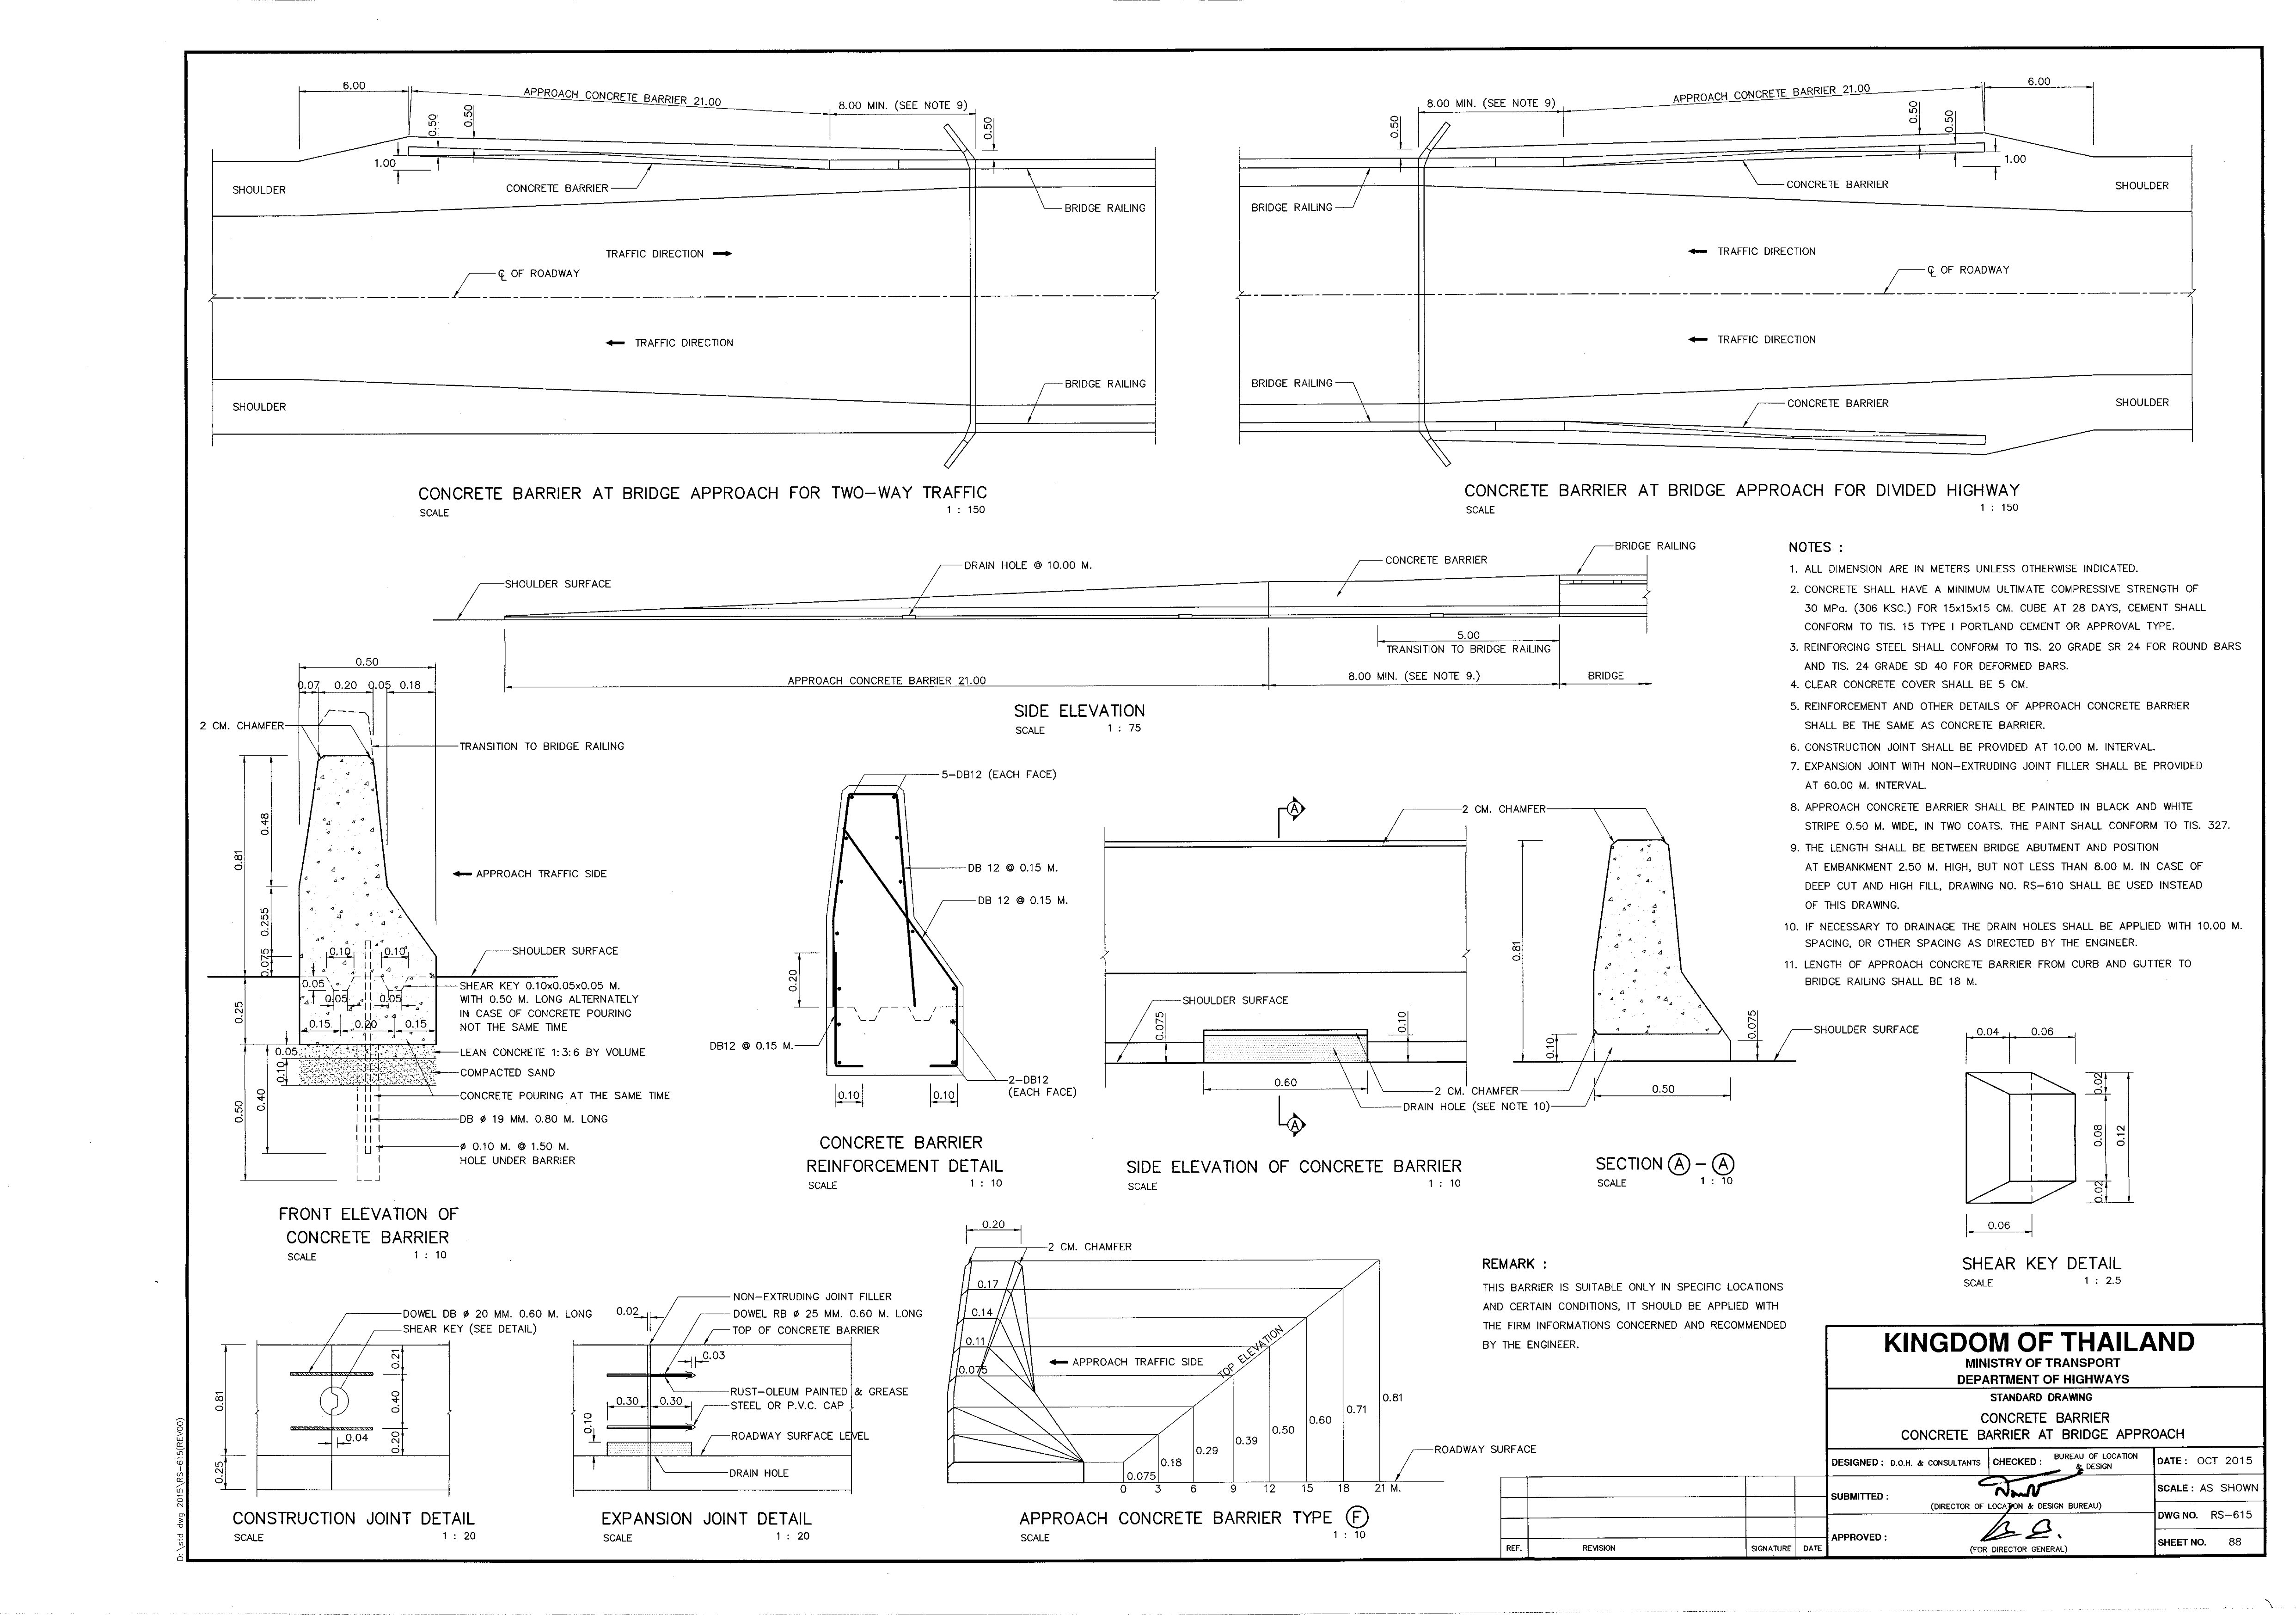 6.00
APPROACH CONCRETE BARRIER 21.00
8.00 MIN. (SEE NOTE 9)
0.50
0.50
0.50
1.00
SHOULDER
CONCRETE BARRIER
BRIDGE RAILING
TRAFFIC DIRECTION
℄ OF ROADWAY
TRAFFIC DIRECTION
BRIDGE RAILING
SHOULDER
CONCRETE BARRIER AT BRIDGE APPROACH FOR TWO-WAY TRAFFIC
SCALE 1 : 150
8.00 MIN. (SEE NOTE 9)
APPROACH CONCRETE BARRIER 21.00
6.00
0.50
0.50
0.50
1.00
CONCRETE BARRIER
SHOULDER
BRIDGE RAILING
TRAFFIC DIRECTION
℄ OF ROADWAY
TRAFFIC DIRECTION
BRIDGE RAILING
CONCRETE BARRIER
SHOULDER
CONCRETE BARRIER AT BRIDGE APPROACH FOR DIVIDED HIGHWAY
SCALE 1 : 150
SHOULDER SURFACE
DRAIN HOLE @ 10.00 M.
CONCRETE BARRIER
BRIDGE RAILING
5.00
TRANSITION TO BRIDGE RAILING
APPROACH CONCRETE BARRIER 21.00
8.00 MIN. (SEE NOTE 9.)
BRIDGE
SIDE ELEVATION
SCALE 1 : 75
NOTES :
1. ALL DIMENSION ARE IN METERS UNLESS OTHERWISE INDICATED.
2. CONCRETE SHALL HAVE A MINIMUM ULTIMATE COMPRESSIVE STRENGTH OF
30 MPa. (306 KSC.) FOR 15x15x15 CM. CUBE AT 28 DAYS, CEMENT SHALL
CONFORM TO TIS. 15 TYPE I PORTLAND CEMENT OR APPROVAL TYPE.
3. REINFORCING STEEL SHALL CONFORM TO TIS. 20 GRADE SR 24 FOR ROUND BARS
AND TIS. 24 GRADE SD 40 FOR DEFORMED BARS.
4. CLEAR CONCRETE COVER SHALL BE 5 CM.
5. REINFORCEMENT AND OTHER DETAILS OF APPROACH CONCRETE BARRIER
SHALL BE THE SAME AS CONCRETE BARRIER.
6. CONSTRUCTION JOINT SHALL BE PROVIDED AT 10.00 M. INTERVAL.
7. EXPANSION JOINT WITH NON-EXTRUDING JOINT FILLER SHALL BE PROVIDED
AT 60.00 M. INTERVAL.
8. APPROACH CONCRETE BARRIER SHALL BE PAINTED IN BLACK AND WHITE
STRIPE 0.50 M. WIDE, IN TWO COATS. THE PAINT SHALL CONFORM TO TIS. 327.
9. THE LENGTH SHALL BE BETWEEN BRIDGE ABUTMENT AND POSITION
AT EMBANKMENT 2.50 M. HIGH, BUT NOT LESS THAN 8.00 M. IN CASE OF
DEEP CUT AND HIGH FILL, DRAWING NO. RS-610 SHALL BE USED INSTEAD
OF THIS DRAWING.
10. IF NECESSARY TO DRAINAGE THE DRAIN HOLES SHALL BE APPLIED WITH 10.00 M.
SPACING, OR OTHER SPACING AS DIRECTED BY THE ENGINEER.
11. LENGTH OF APPROACH CONCRETE BARRIER FROM CURB AND GUTTER TO
BRIDGE RAILING SHALL BE 18 M.
0.50
0.07 0.20 0.05 0.18
2 CM. CHAMFER
TRANSITION TO BRIDGE RAILING
0.48
0.81
APPROACH TRAFFIC SIDE
0.255
0.075
0.10 0.10
SHOULDER SURFACE
0.05
SHEAR KEY 0.10x0.05x0.05 M.
WITH 0.50 M. LONG ALTERNATELY
IN CASE OF CONCRETE POURING
NOT THE SAME TIME
0.05 0.05
0.25
0.15 0.20 0.15
0.05
LEAN CONCRETE 1:3:6 BY VOLUME
0.10
COMPACTED SAND
CONCRETE POURING AT THE SAME TIME
0.50
0.40
DB ø 19 MM. 0.80 M. LONG
ø 0.10 M. @ 1.50 M.
HOLE UNDER BARRIER
FRONT ELEVATION OF
CONCRETE BARRIER
SCALE 1 : 10
5-DB12 (EACH FACE)
DB 12 @ 0.15 M.
DB 12 @ 0.15 M.
0.20
DB12 @ 0.15 M.
2-DB12
(EACH FACE)
0.10 0.10
CONCRETE BARRIER
REINFORCEMENT DETAIL
SCALE 1 : 10
A
2 CM. CHAMFER
SHOULDER SURFACE
0.075
0.10
0.60
2 CM. CHAMFER
DRAIN HOLE (SEE NOTE 10)
A
SIDE ELEVATION OF CONCRETE BARRIER
SCALE 1 : 10
0.81
0.10
0.075
SHOULDER SURFACE
0.50
SECTION A - A
SCALE 1 : 10
0.04 0.06
0.02
0.08
0.12
0.02
0.06
SHEAR KEY DETAIL
SCALE 1 : 2.5
DOWEL DB ø 20 MM. 0.60 M. LONG
SHEAR KEY (SEE DETAIL)
0.21
0.81
0.40
0.04
0.20
0.25
CONSTRUCTION JOINT DETAIL
SCALE 1 : 20
NON-EXTRUDING JOINT FILLER
0.02
DOWEL RB ø 25 MM. 0.60 M. LONG
TOP OF CONCRETE BARRIER
0.03
RUST-OLEUM PAINTED & GREASE
0.30 0.30
STEEL OR P.V.C. CAP
0.10
ROADWAY SURFACE LEVEL
DRAIN HOLE
EXPANSION JOINT DETAIL
SCALE 1 : 20
0.20
2 CM. CHAMFER
0.17
0.14
0.11
0.075
APPROACH TRAFFIC SIDE
TOP ELEVATION
0.075
0.18
0.29
0.39
0.50
0.60
0.71
0.81
ROADWAY SURFACE
0 3 6 9 12 15 18 21 M.
APPROACH CONCRETE BARRIER TYPE F
SCALE 1 : 10
REMARK :
THIS BARRIER IS SUITABLE ONLY IN SPECIFIC LOCATIONS
AND CERTAIN CONDITIONS, IT SHOULD BE APPLIED WITH
THE FIRM INFORMATIONS CONCERNED AND RECOMMENDED
BY THE ENGINEER.
REF. REVISION SIGNATURE DATE
KINGDOM OF THAILAND
MINISTRY OF TRANSPORT
DEPARTMENT OF HIGHWAYS
STANDARD DRAWING
CONCRETE BARRIER
CONCRETE BARRIER AT BRIDGE APPROACH
DESIGNED : D.O.H. & CONSULTANTS
CHECKED : BUREAU OF LOCATION
& DESIGN
DATE : OCT 2015
SUBMITTED :
(DIRECTOR OF LOCATION & DESIGN BUREAU)
SCALE : AS SHOWN
DWG NO. RS-615
APPROVED :
(FOR DIRECTOR GENERAL)
SHEET NO. 88
D:\std dwg 2015\RS-615(REV00)